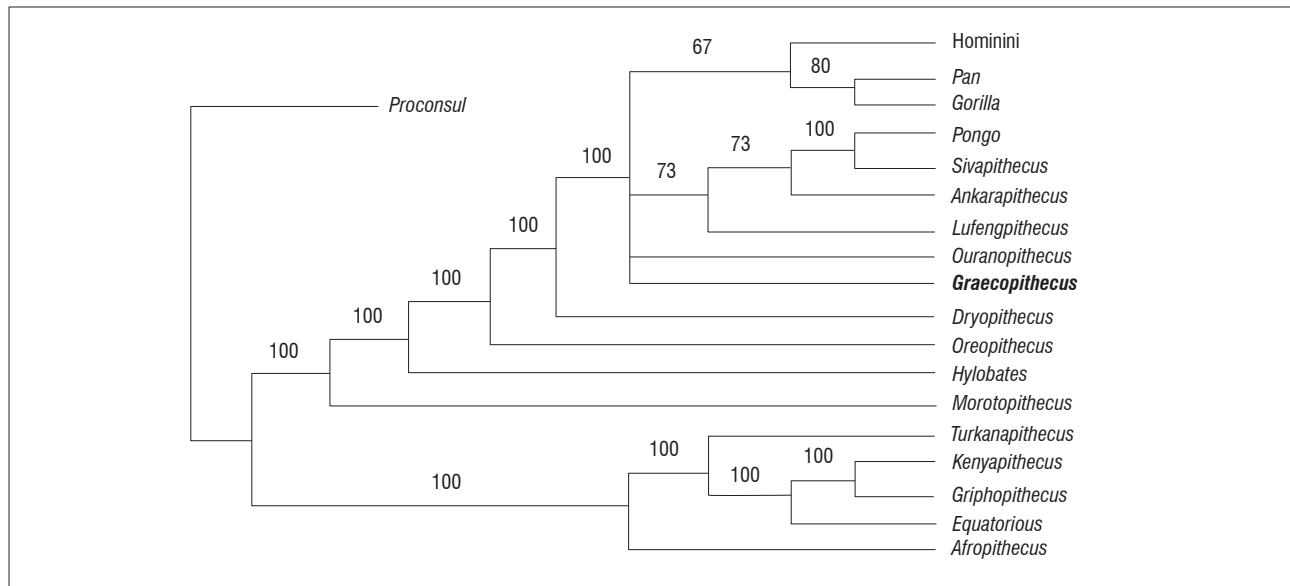 67
Hominini
80
Pan
Gorilla
Proconsul
100
Pongo
73
Sivapithecus
100
73
Ankarapithecus
Lufengpithecus
100
Ouranopithecus
Graecopithecus
100
Dryopithecus
100
Oreopithecus
100
Hylobates
Morotopithecus
100
Turkanapithecus
100
Kenyapithecus
100
100
Griphopithecus
Equatorious
Afropithecus